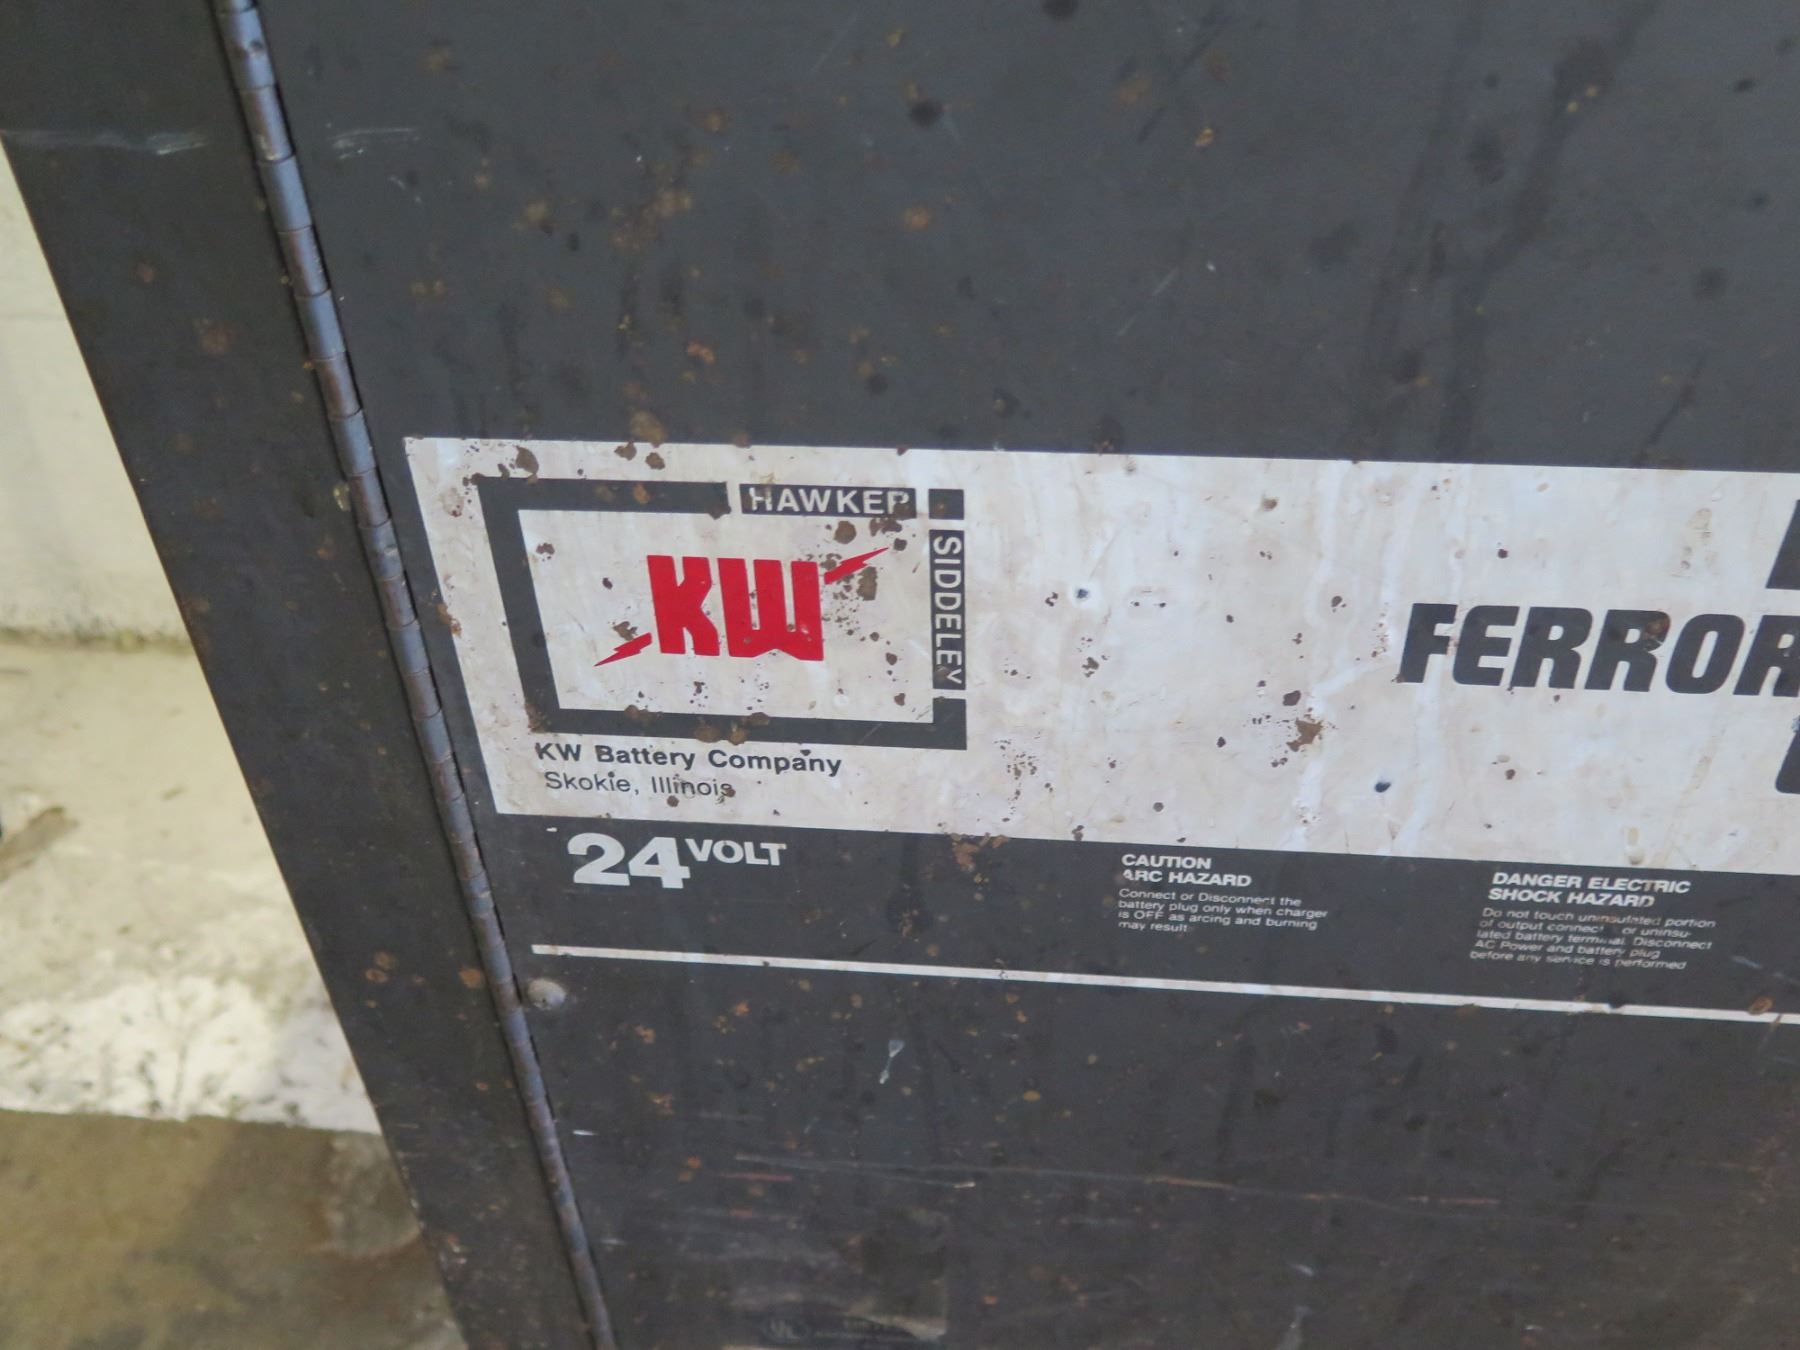 HAWKER
SIDDELEY
KW
KW Battery Company
Skokie, Illinois
FERROR
24 VOLT
CAUTION
ARC HAZARD
Connect or Disconnect the
battery plug only when charger
is OFF as arcing and burning
may result
DANGER ELECTRIC
SHOCK HAZARD
Do not touch uninsulated portion
of output connect or uninsu-
lated battery terminal. Disconnect
AC Power and battery plug
before any service is performed
UL